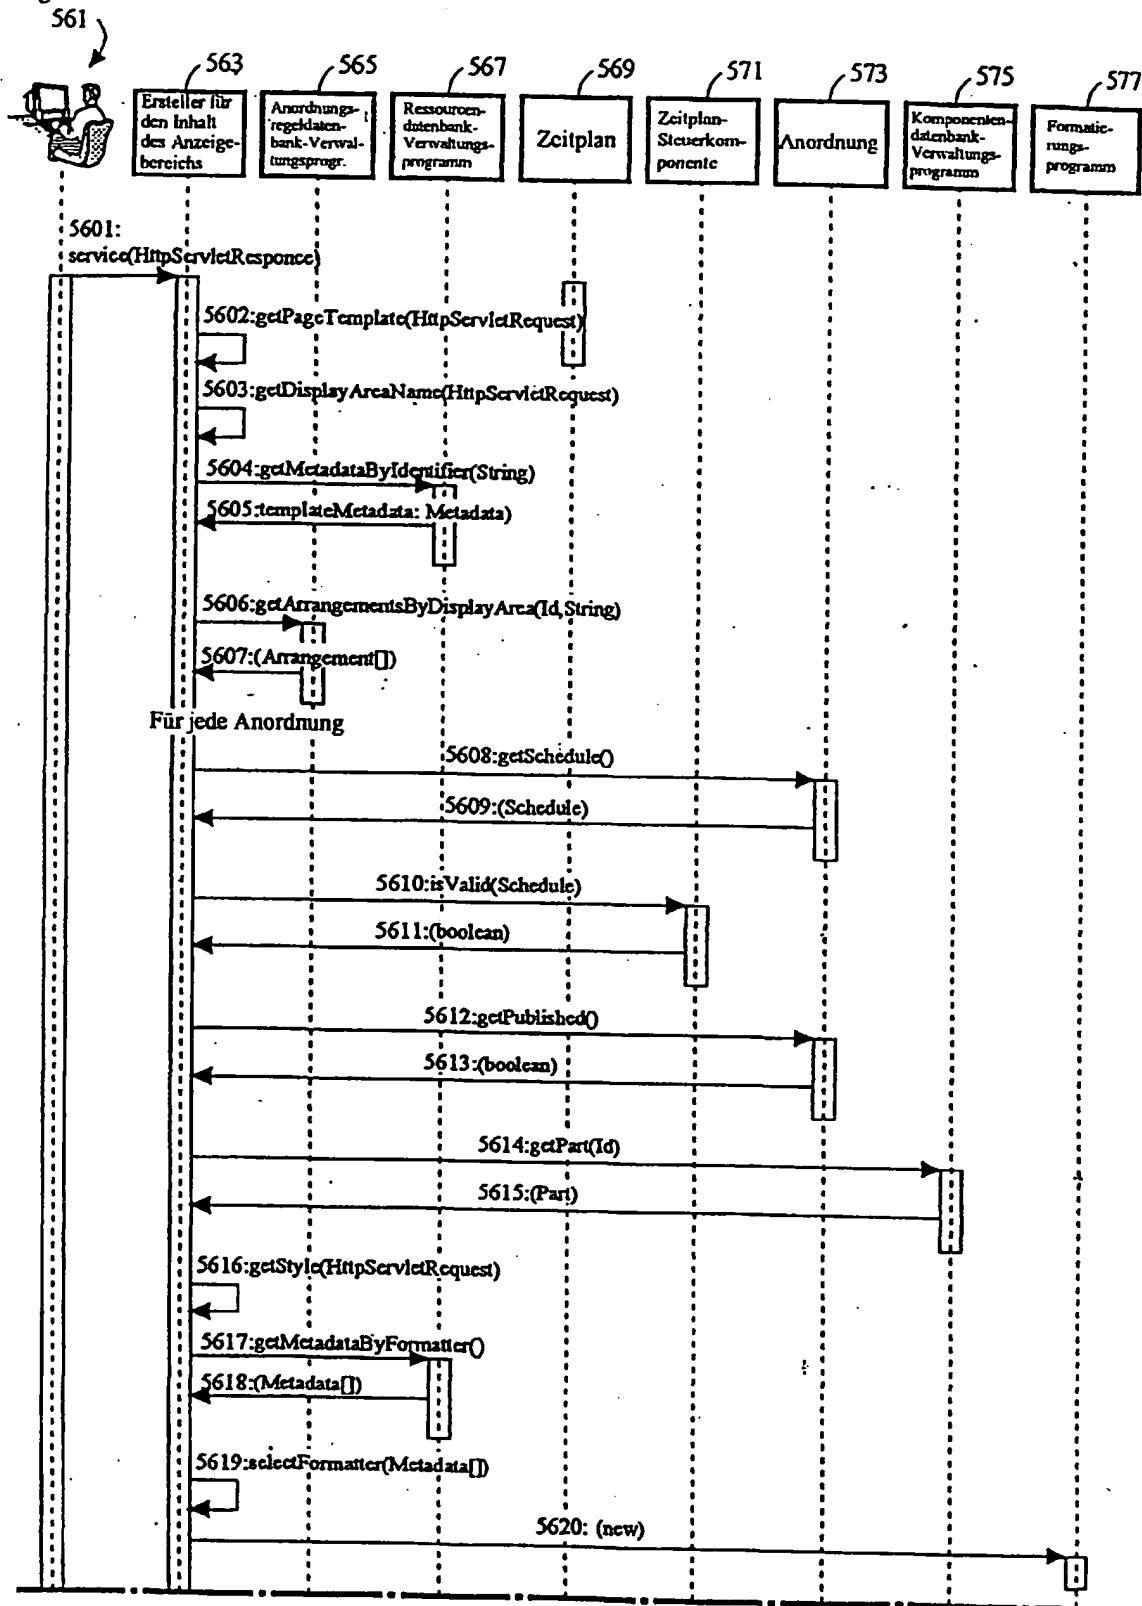 561
563
565
567
569
571
573
575
577
Ersteller für
den Inhalt
des Anzeige-
bereichs
Anordnungs-
regeldaten-
bank-Verwal-
tungsprogr.
Ressourcen-
datenbank-
Verwaltungs-
programm
Zeitplan
Zeitplan-
Steuerkom-
ponente
Anordnung
Komponenten-
datenbank-
Verwaltungs-
programm
Formatie-
rungs-
programm
5601:
service(HttpServletResponce)
5602:getPageTemplate(HttpServletRequest)
5603:getDisplayAreaName(HttpServletRequest)
5604:getMetadataByIdentifier(String)
5605:templateMetadata: Metadata)
5606:getArrangementsByDisplayArea(Id,String)
5607:(Arrangement[])
Für jede Anordnung
5608:getSchedule()
5609:(Schedule)
5610:isValid(Schedule)
5611:(boolean)
5612:getPublished()
5613:(boolean)
5614:getPart(Id)
5615:(Part)
5616:getStyle(HttpServletRequest)
5617:getMetadataByFormatter()
5618:(Metadata[])
5619:selectFormatter(Metadata[])
5620: (new)